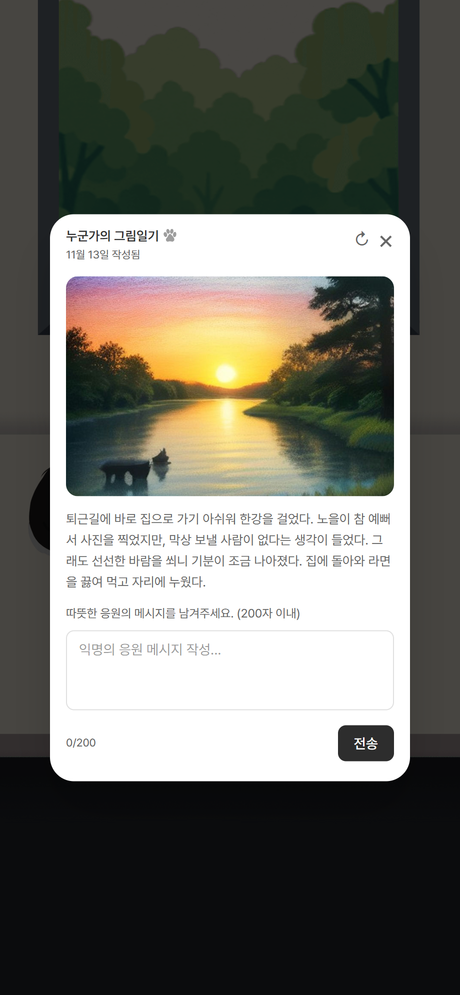 누군가의 그림일기
11월 13일 작성됨
퇴근길에 바로 집으로 가기 아쉬워 한강을 걸었다. 노을이 참 예뻐
서 사진을 찍었지만, 막상 보낼 사람이 없다는 생각이 들었다. 그
래도 선선한 바람을 쐬니 기분이 조금 나아졌다. 집에 돌아와 라면
을 끓여 먹고 자리에 누웠다.
따뜻한 응원의 메시지를 남겨주세요. (200자 이내)
익명의 응원 메시지 작성...
0/200
전송